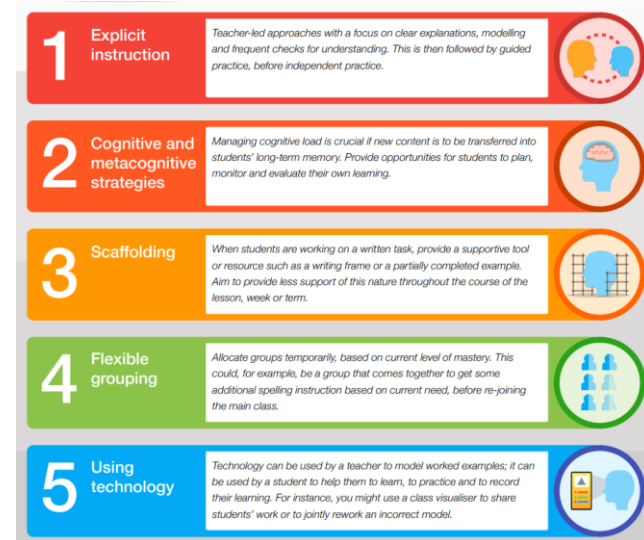 1
Explicit
instruction
Teacher-led approaches with a focus on clear explanations, modelling
and frequent checks for understanding. This is then followed by guided
practice, before independent practice.
2
Cognitive and
metacognitive
strategies
Managing cognitive load is crucial if new content is to be transferred into
students' long-term memory. Provide opportunities for students to plan,
monitor and evaluate their own learning.
3
Scaffolding
When students are working on a written task, provide a supportive tool
or resource such as a writing frame or a partially completed example.
Aim to provide less support of this nature throughout the course of the
lesson, week or term.
4
Flexible
grouping
Allocate groups temporarily, based on current level of mastery. This
could, for example, be a group that comes together to get some
additional spelling instruction based on current need, before re-joining
the main class.
5
Using
technology
Technology can be used by a teacher to model worked examples; it can
be used by a student to help them to learn, to practice and to record
their learning. For instance, you might use a class visualiser to share
students' work or to jointly rework an incorrect model.